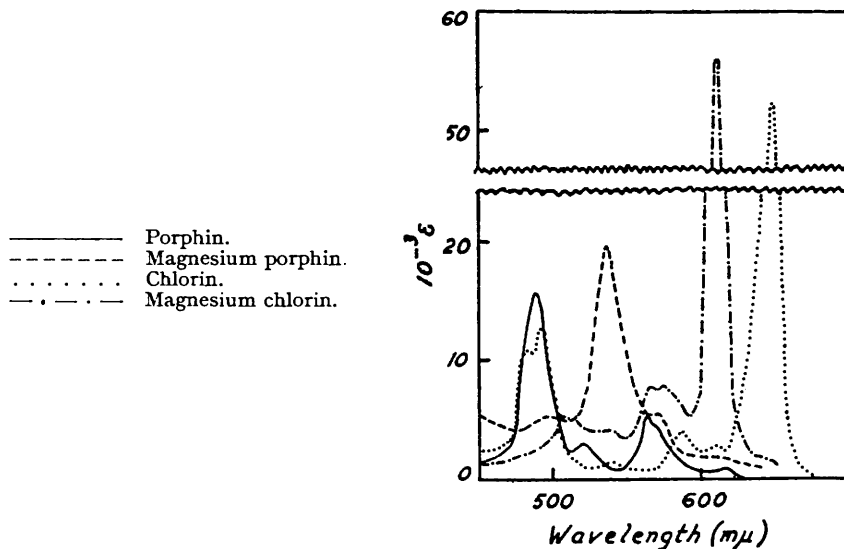 Porphin.
Magnesium porphin.
Chlorin.
Magnesium chlorin.
60
50
20
10
0
10⁻³ε
500
600
Wavelength (mμ)